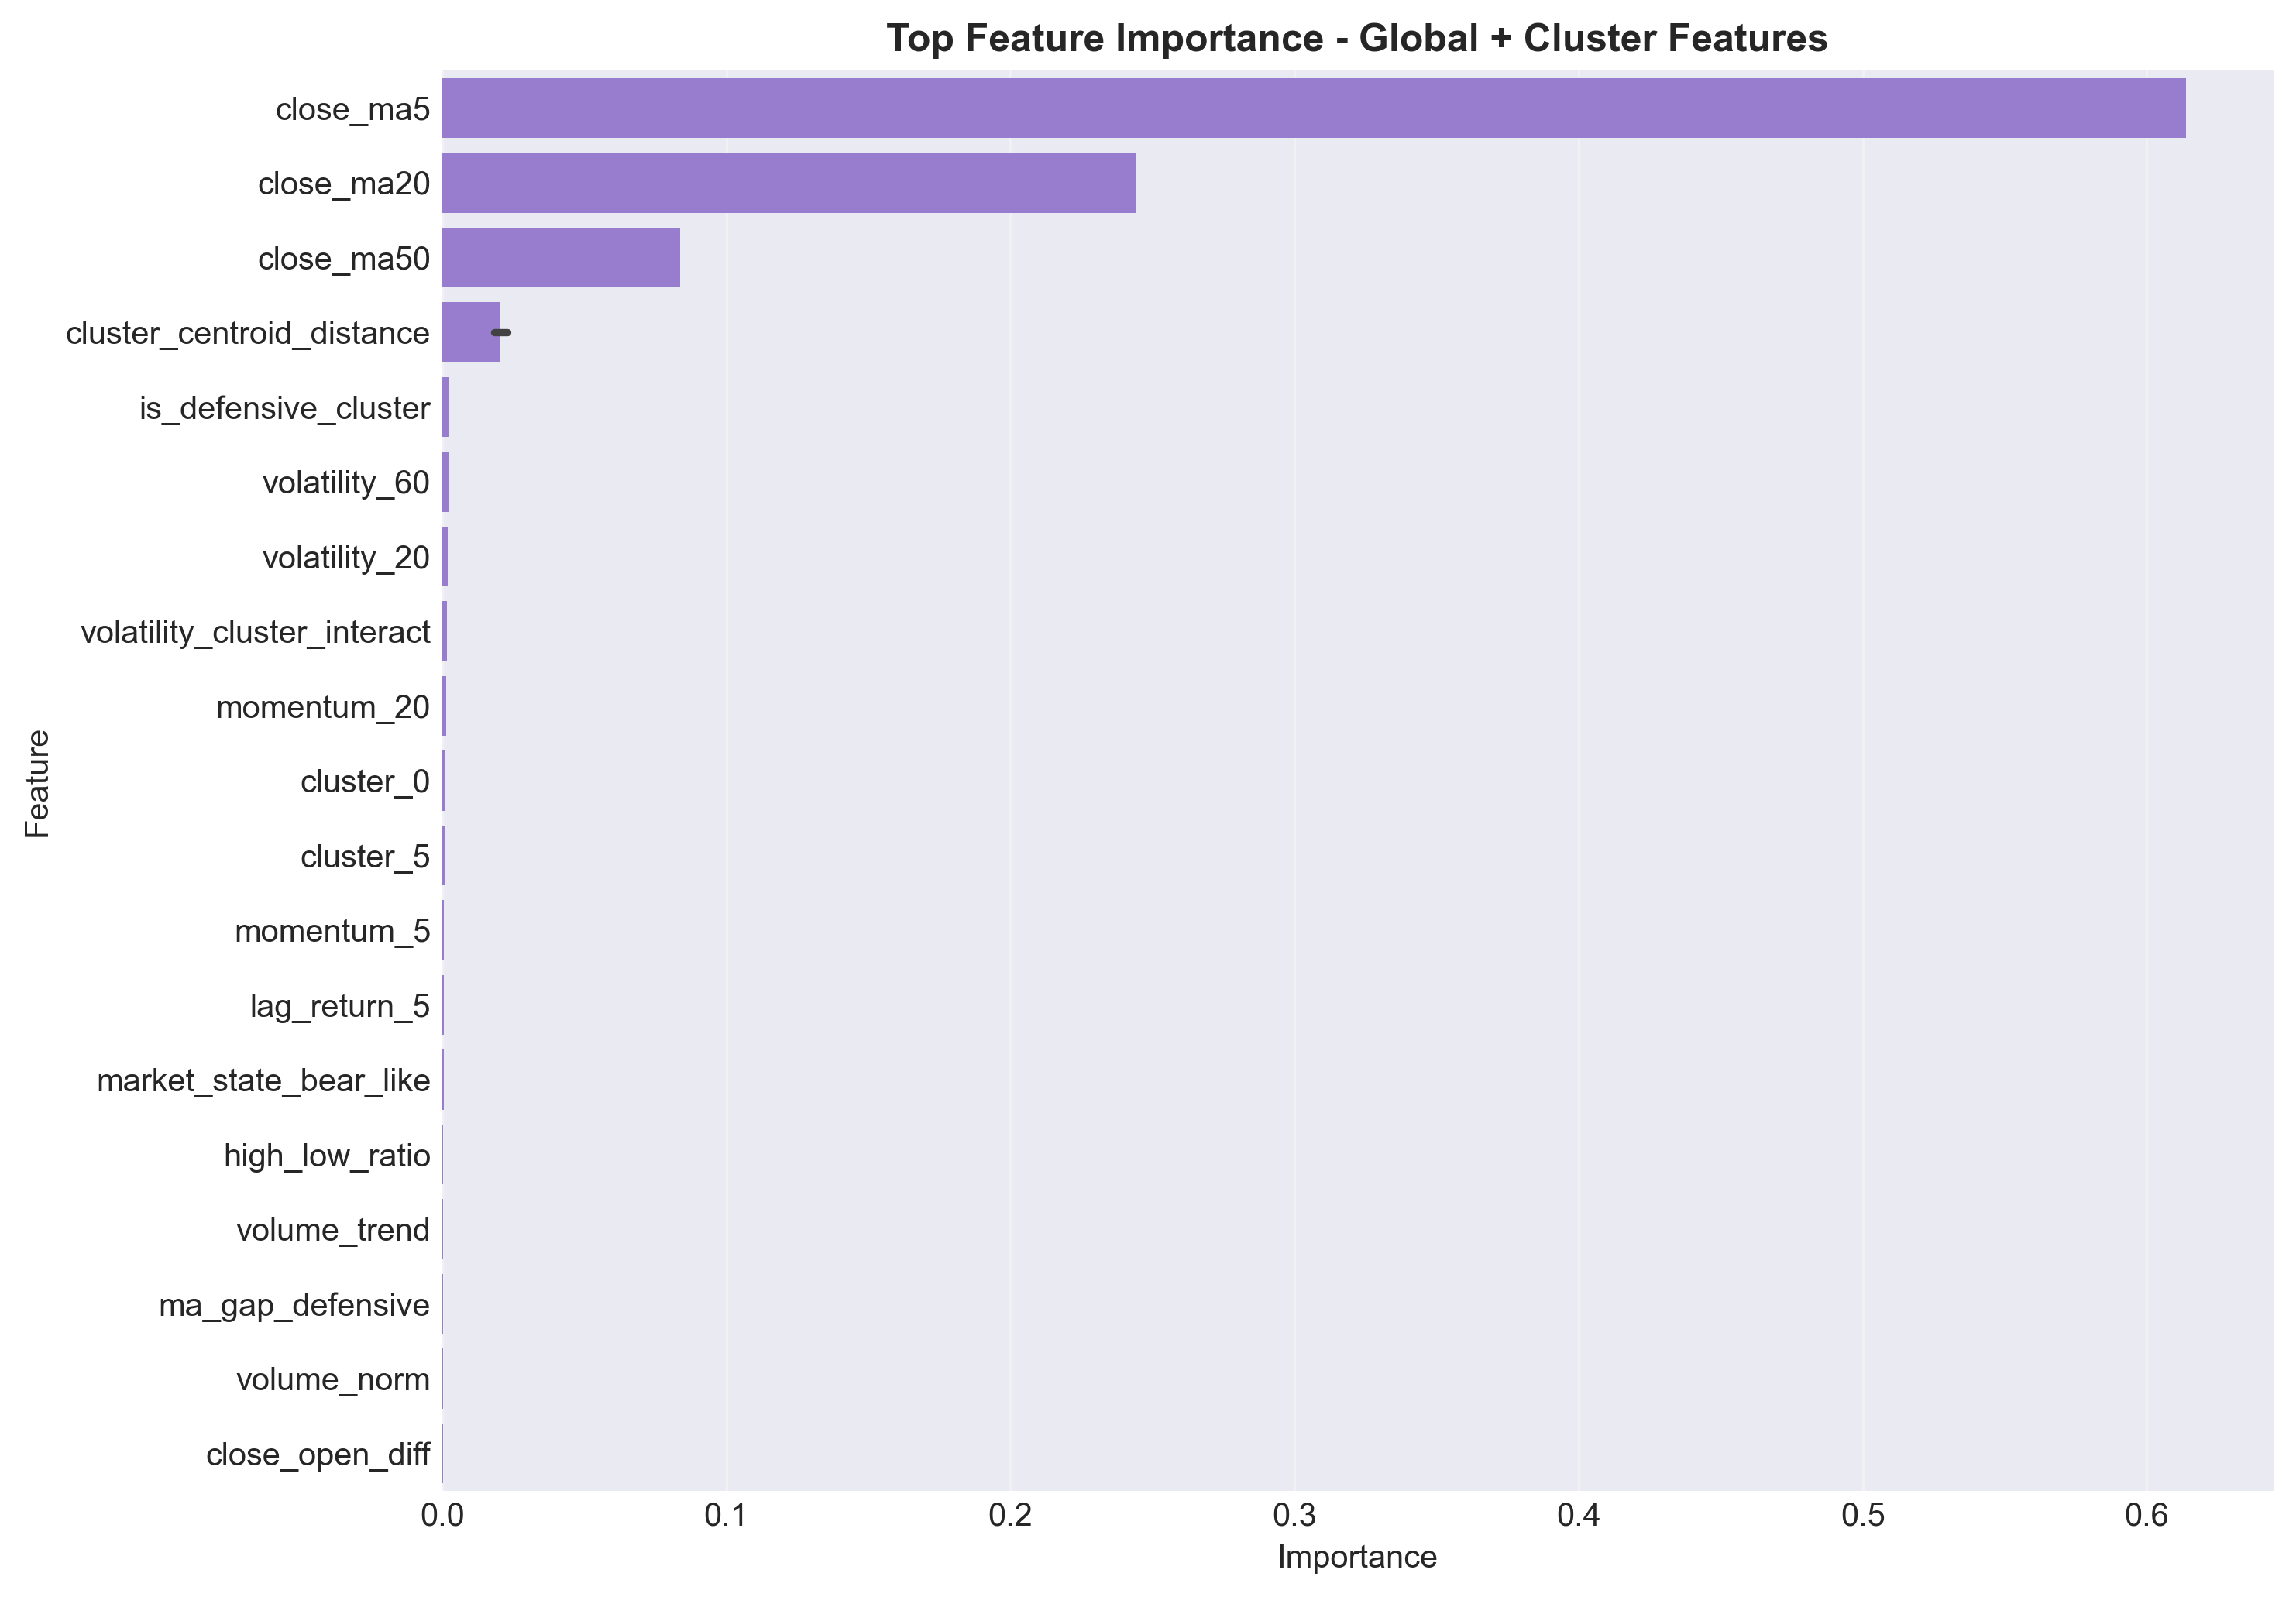 Top Feature Importance - Global + Cluster Features
close_ma5
close_ma20
close_ma50
cluster_centroid_distance
is_defensive_cluster
volatility_60
volatility_20
volatility_cluster_interact
momentum_20
cluster_0
cluster_5
momentum_5
lag_return_5
market_state_bear_like
high_low_ratio
volume_trend
ma_gap_defensive
volume_norm
close_open_diff
Feature
0.0 0.1 0.2 0.3 0.4 0.5 0.6
Importance